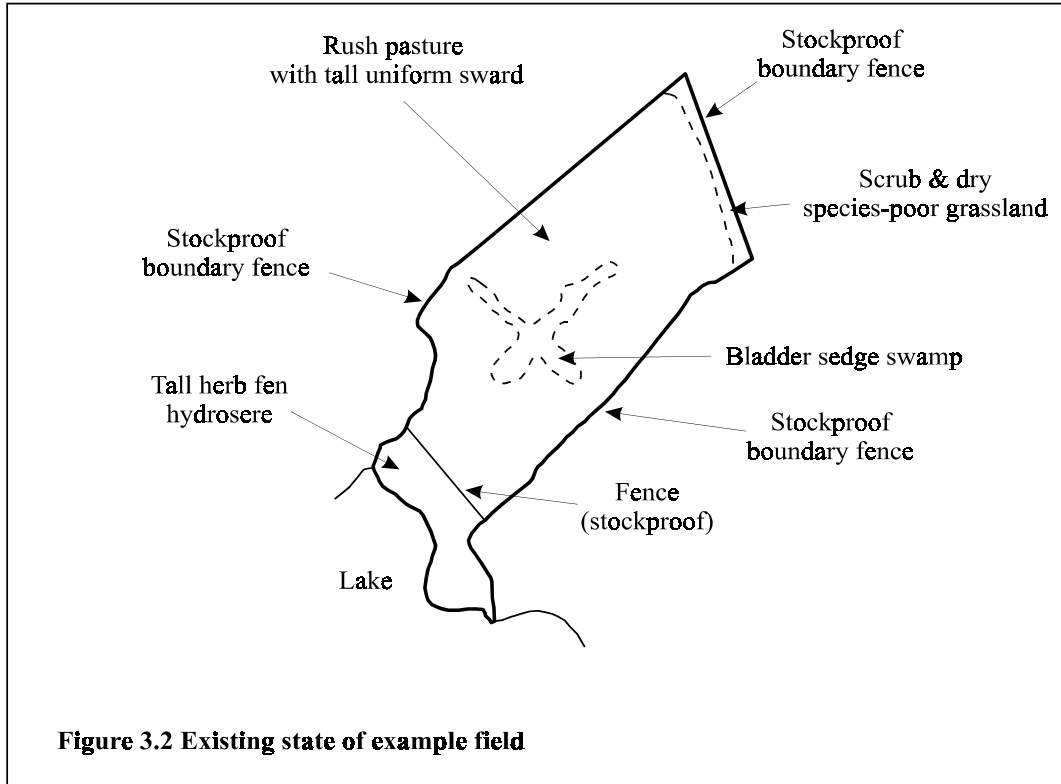 Rush pasture
with tall uniform sward
Stockproof
boundary fence
Scrub & dry
species-poor grassland
Stockproof
boundary fence
Bladder sedge swamp
Tall herb fen
hydrosere
Stockproof
boundary fence
Fence
(stockproof)
Lake
Figure 3.2 Existing state of example field